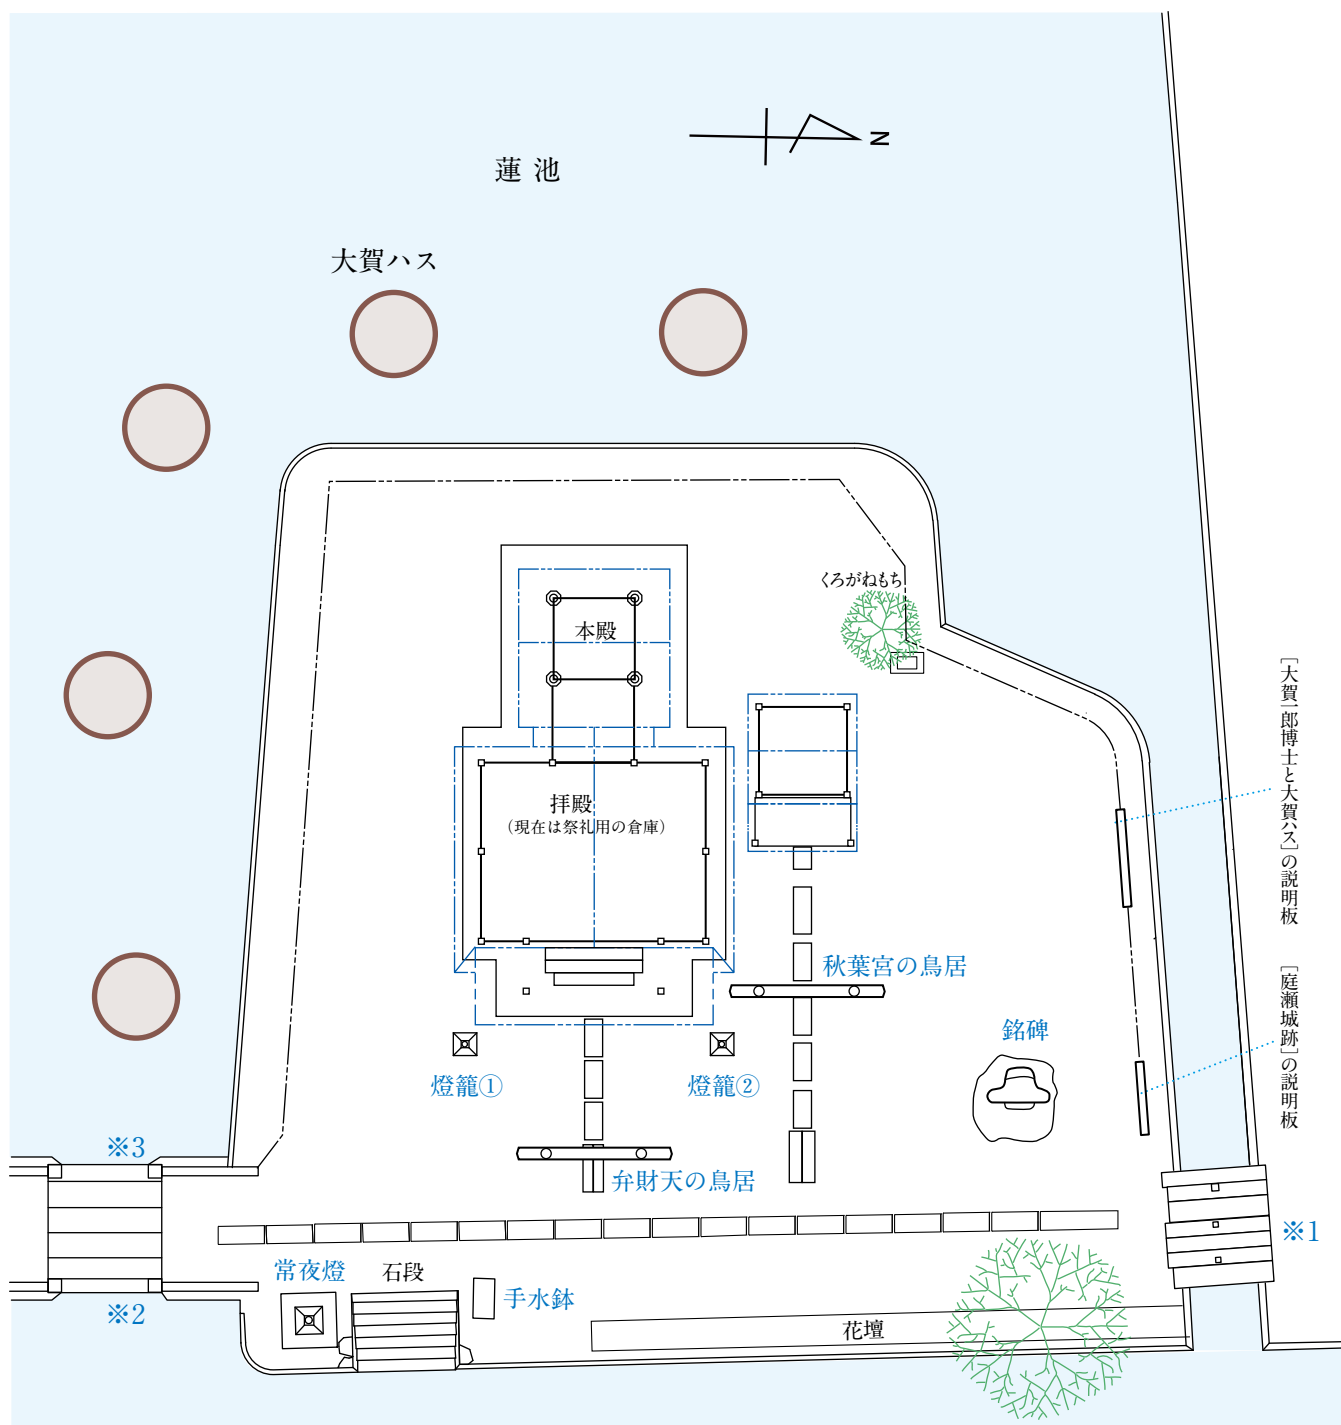 N
蓮池
大賀ハス
くろがねもち
本殿
拝殿
（現在は祭礼用の倉庫）
［大賀一郎博士と大賀ハス］の説明板
秋葉宮の鳥居
［庭瀬城跡］の説明板
銘碑
燈籠①
燈籠②
※3
弁財天の鳥居
※1
常夜燈
石段
手水鉢
※2
花壇